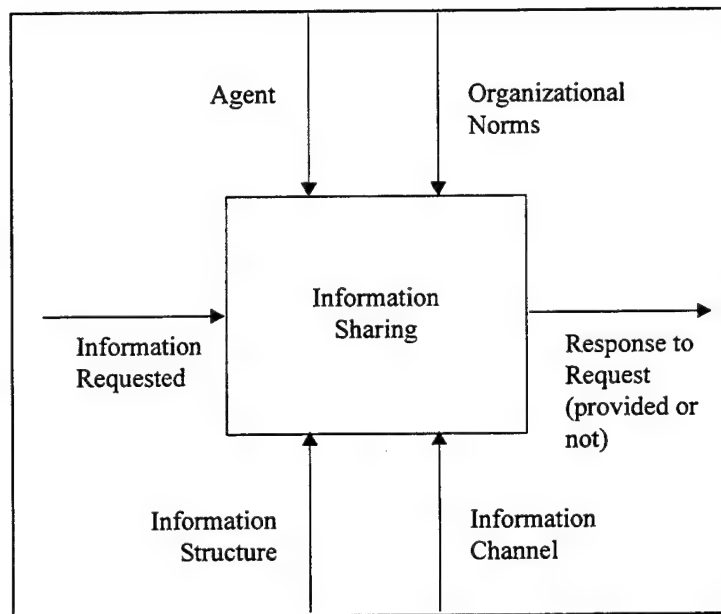 Agent
Organizational
Norms
Information
Sharing
Information
Requested
Response to
Request
(provided or
not)
Information
Structure
Information
Channel